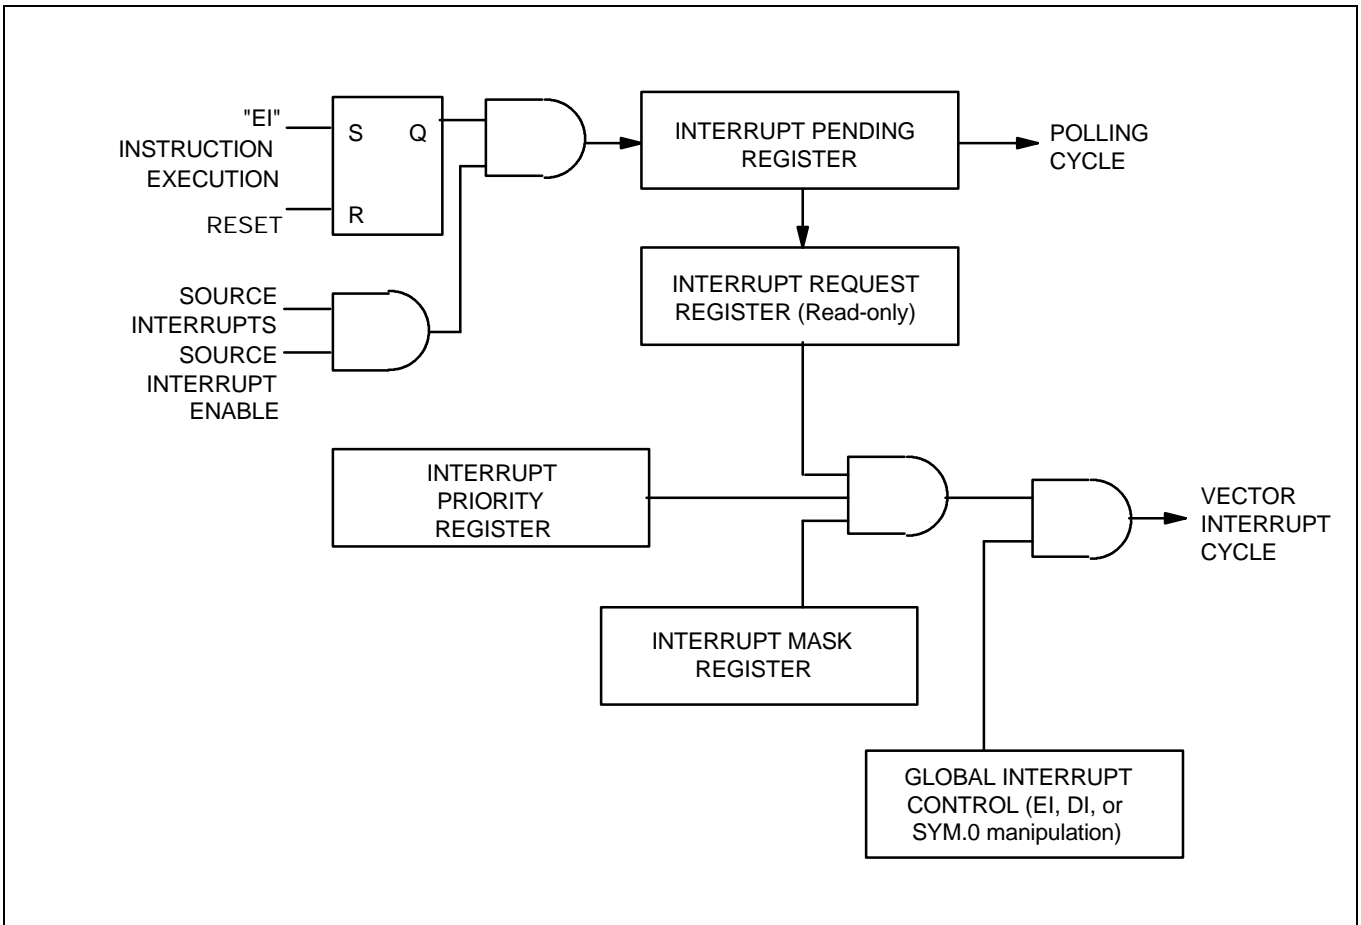 "EI"
INSTRUCTION
EXECUTION
RESET
S
Q
R
INTERRUPT PENDING
REGISTER
POLLING
CYCLE
SOURCE
INTERRUPTS
SOURCE
INTERRUPT
ENABLE
INTERRUPT REQUEST
REGISTER (Read-only)
INTERRUPT
PRIORITY
REGISTER
VECTOR
INTERRUPT
CYCLE
INTERRUPT MASK
REGISTER
GLOBAL INTERRUPT
CONTROL (EI, DI, or
SYM.0 manipulation)